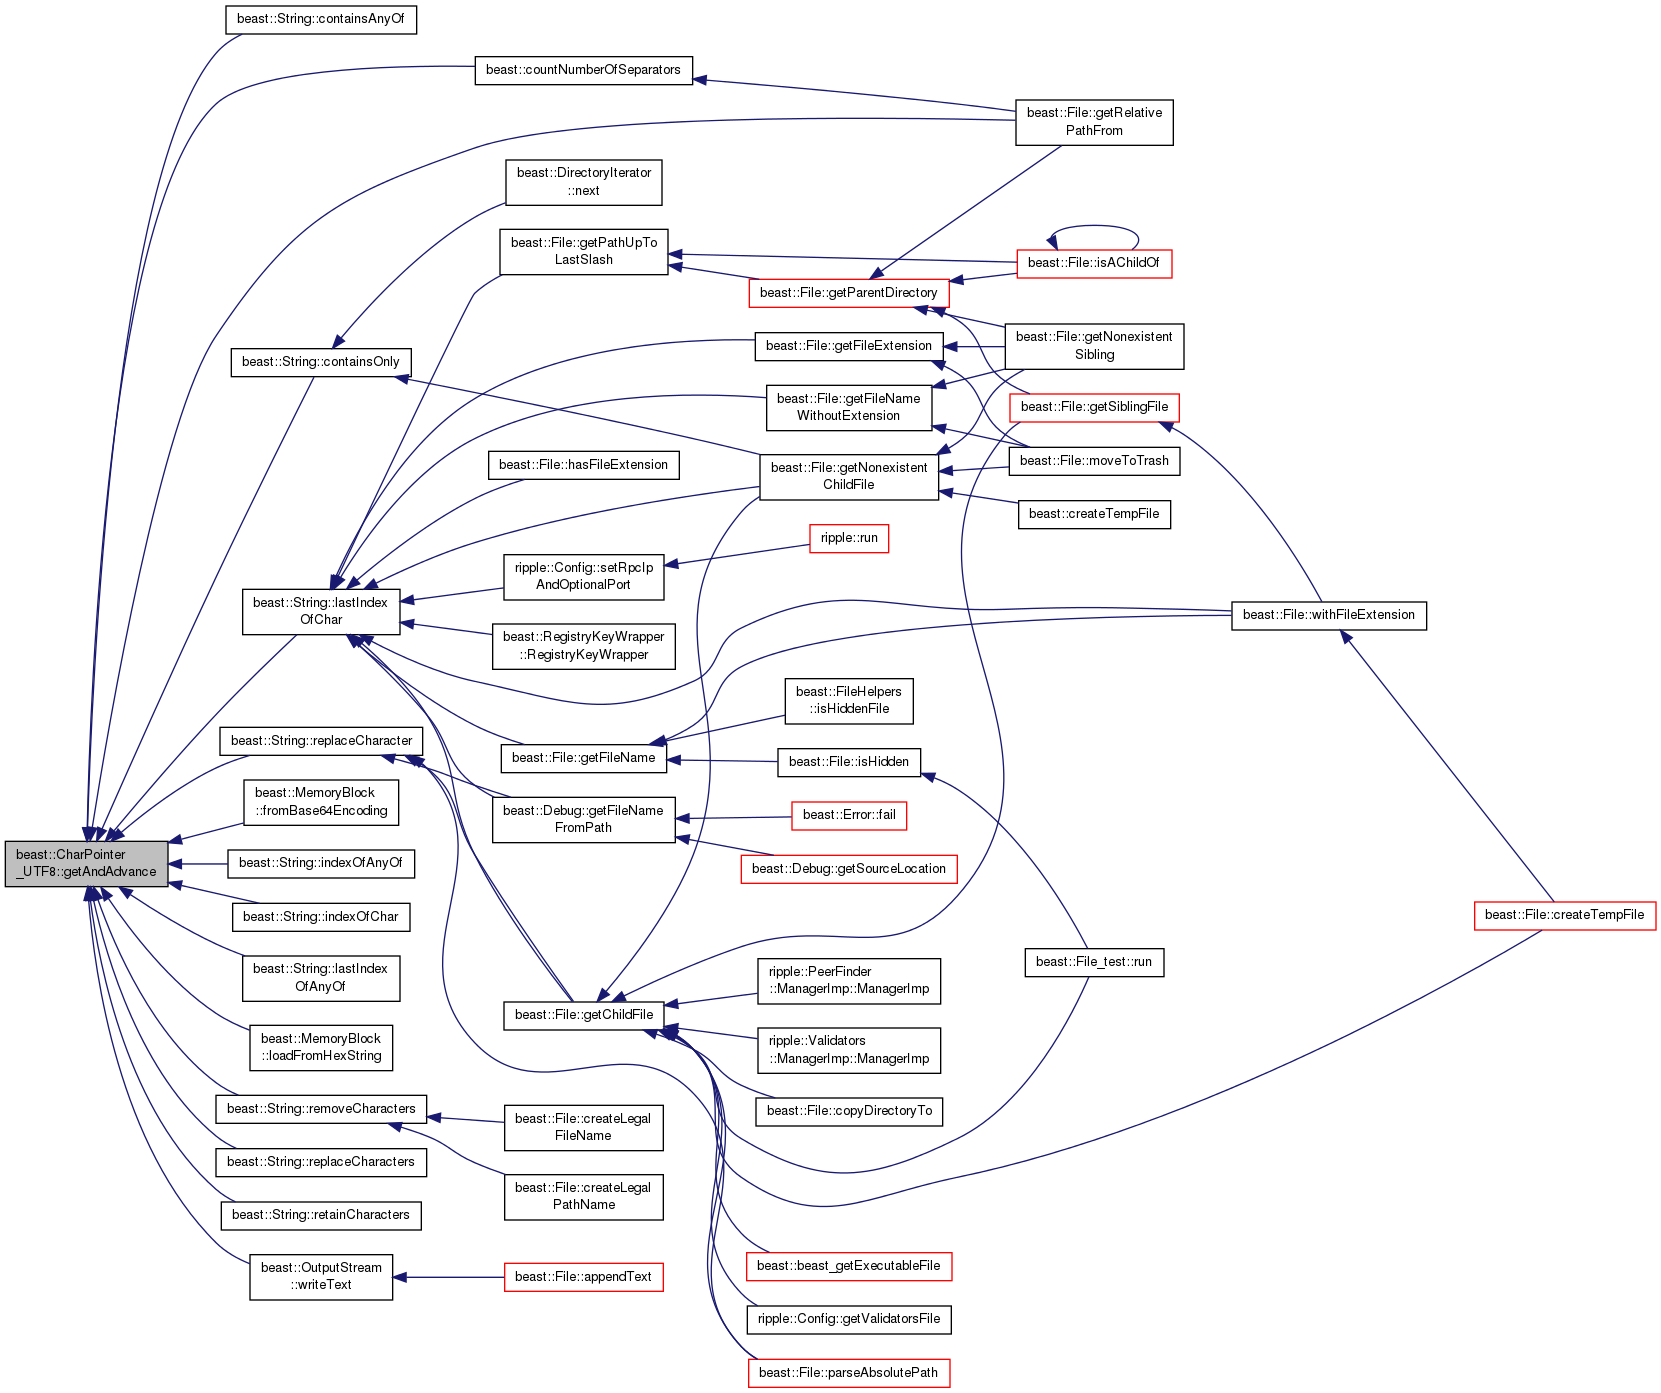 beast::String::containsAnyOf
beast::countNumberOfSeparators
beast::File::getRelative
PathFrom
beast::DirectoryIterator
::next
beast::File::getPathUpTo
LastSlash
beast::File::isAChildOf
beast::File::getParentDirectory
beast::File::getNonexistent
Sibling
beast::File::getFileExtension
beast::String::containsOnly
beast::File::getFileName
WithoutExtension
beast::File::getSiblingFile
beast::File::hasFileExtension
beast::File::getNonexistent
ChildFile
beast::File::moveToTrash
beast::createTempFile
ripple::run
ripple::Config::setRpcIp
AndOptionalPort
beast::String::lastIndex
OfChar
beast::File::withFileExtension
beast::RegistryKeyWrapper
::RegistryKeyWrapper
beast::FileHelpers
::isHiddenFile
beast::String::replaceCharacter
beast::File::getFileName
beast::File::isHidden
beast::MemoryBlock
::fromBase64Encoding
beast::Debug::getFileName
FromPath
beast::Error::fail
beast::CharPointer
_UTF8::getAndAdvance
beast::String::indexOfAnyOf
beast::Debug::getSourceLocation
beast::String::indexOfChar
beast::File::createTempFile
beast::String::lastIndex
OfAnyOf
beast::File_test::run
ripple::PeerFinder
::ManagerImp::ManagerImp
beast::File::getChildFile
beast::MemoryBlock
::loadFromHexString
ripple::Validators
::ManagerImp::ManagerImp
beast::String::removeCharacters
beast::File::copyDirectoryTo
beast::File::createLegal
FileName
beast::String::replaceCharacters
beast::File::createLegal
PathName
beast::String::retainCharacters
beast::OutputStream
::writeText
beast::File::appendText
beast::beast_getExecutableFile
ripple::Config::getValidatorsFile
beast::File::parseAbsolutePath